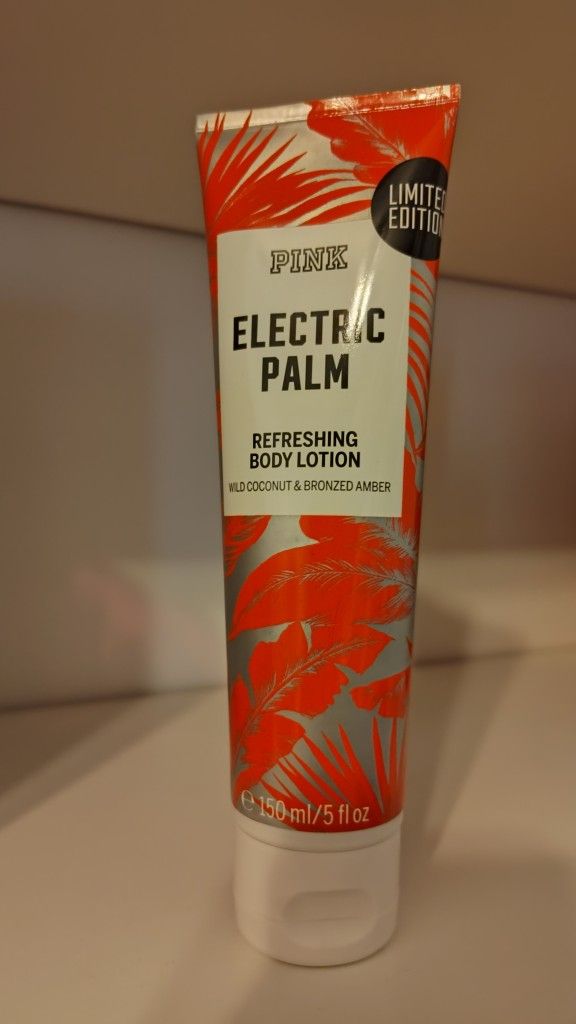 LIMITED
EDITION
PINK
ELECTRIC
PALM
REFRESHING
BODY LOTION
WILD COCONUT & BRONZED AMBER
℮ 150 ml/5 fl oz